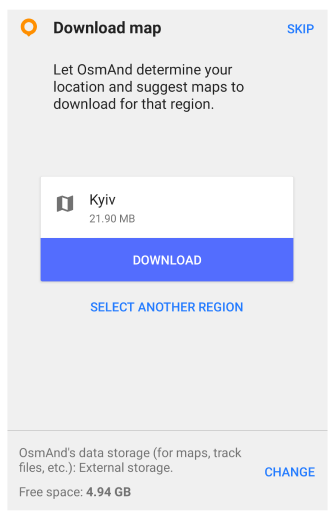 Download map
SKIP
Let OsmAnd determine your
location and suggest maps to
download for that region.
Kyiv
21.90 MB
DOWNLOAD
SELECT ANOTHER REGION
OsmAnd's data storage (for maps, track
files, etc.): External storage.
CHANGE
Free space: 4.94 GB